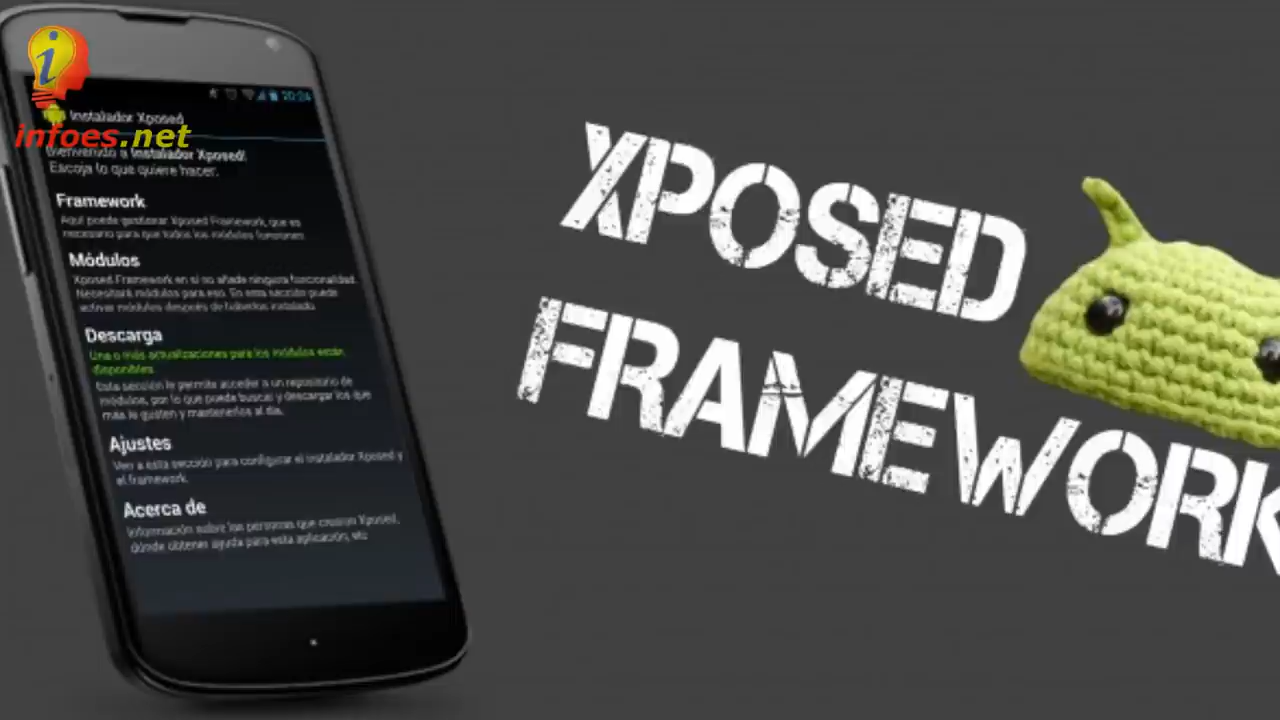 infoes.net
20:24
Instalador Xposed
Bienvenido a Instalador Xposed!
Escoja lo que quiere hacer.
Framework
Aquí puede gestionar Xposed Framework, que es
necesario para que todos los módulos funcionen.
Módulos
Xposed Framework en si no añade ninguna funcionalidad.
Necesitará módulos para eso. En esta sección puede
activar módulos después de haberlos instalado.
Descarga
Una o más actualizaciones para los módulos están
disponibles.
Esta sección le permite acceder a un repositorio de
módulos, por lo que puede buscar y descargar los que
más le gusten y mantenerlos al día.
Ajustes
Ven a esta sección para configurar el Instalador Xposed y
el framework.
Acerca de
Información sobre las personas que crearon Xposed,
dónde obtener ayuda para esta aplicación, etc
XPOSED
FRAMEWORK